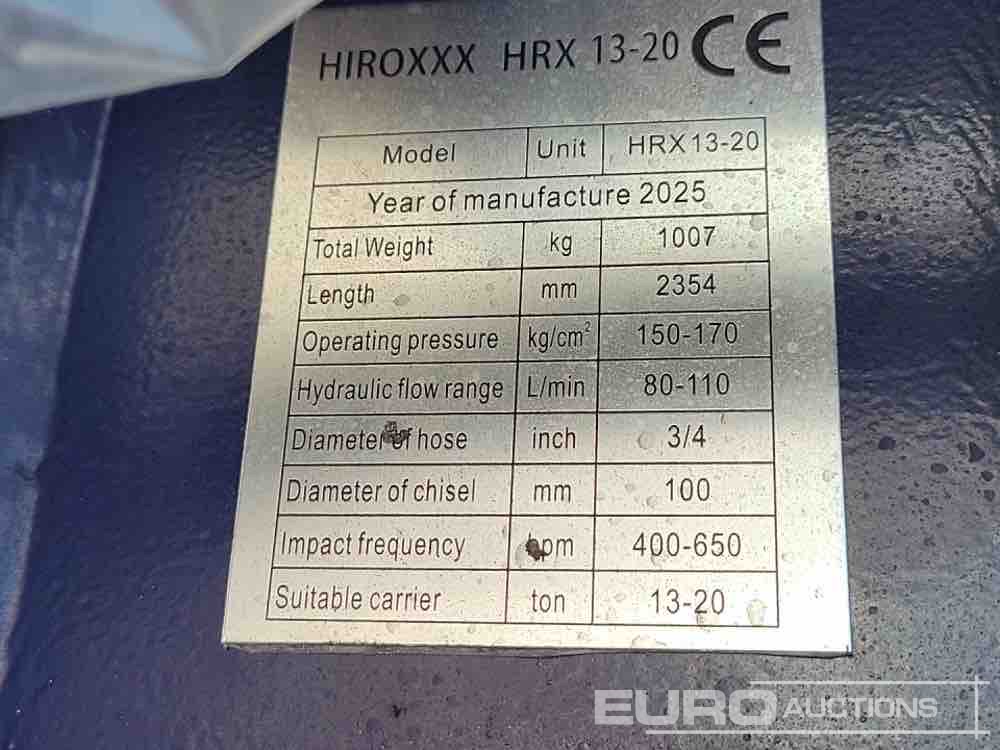 HIROXXX HRX 13-20 CE
Model Unit HRX 13-20
Year of manufacture 2025
Total Weight kg 1007
Length mm 2354
Operating pressure kg/cm² 150-170
Hydraulic flow range L/min 80-110
Diameter of hose inch 3/4
Diameter of chisel mm 100
Impact frequency bpm 400-650
Suitable carrier ton 13-20
EURO AUCTIONS